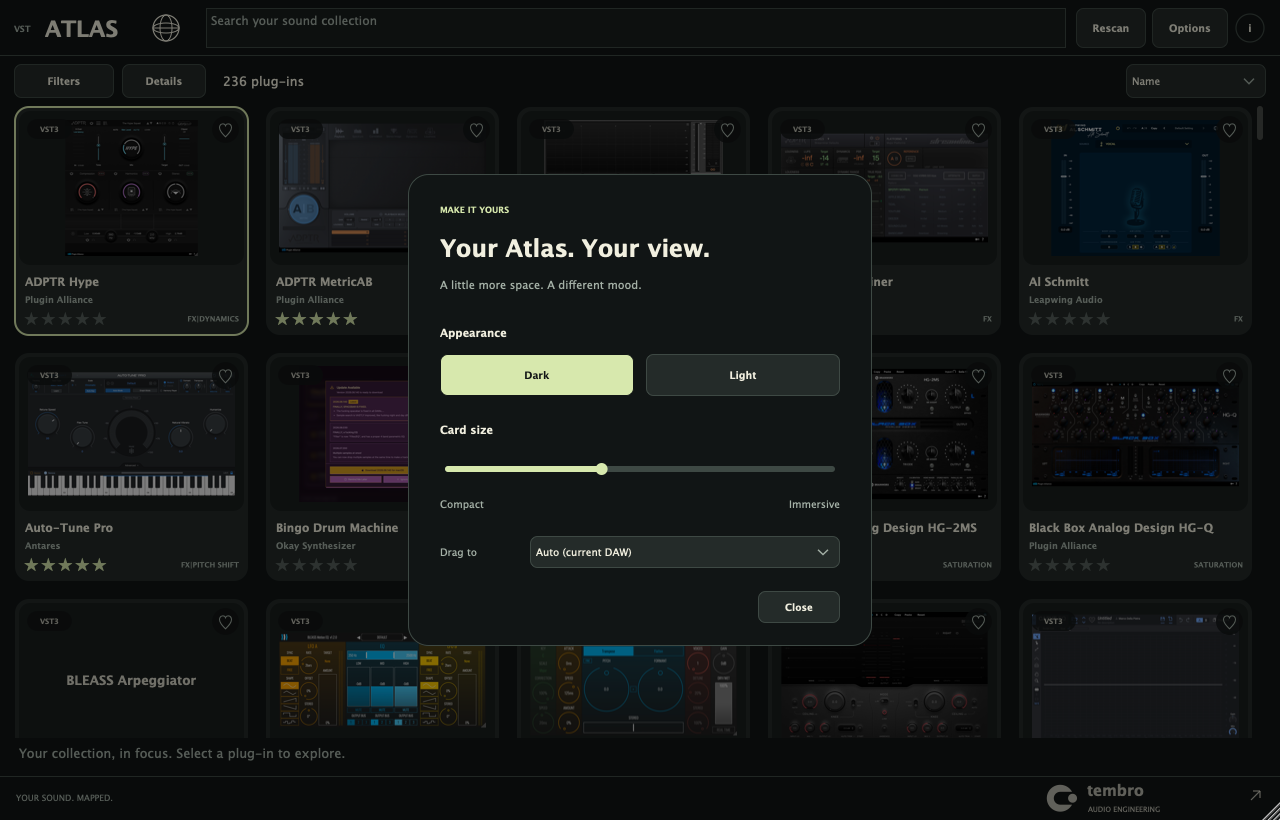 VST ATLAS
Search your sound collection
Rescan
Options
i
Filters
Details
236 plug-ins
Name
VST3
VST3
VST3
VST3
VST3
ADPTR Hype
Plugin Alliance
FX|DYNAMICS
ADPTR MetricAB
Plugin Alliance
FX
Al Schmitt
Leapwing Audio
FX
MAKE IT YOURS
Your Atlas. Your view.
A little more space. A different mood.
Appearance
Dark
Light
Card size
Compact
Immersive
Drag to
Auto (current DAW)
Close
VST3
VST3
VST3
Auto-Tune Pro
Antares
FX|PITCH SHIFT
Bingo Drum Machine
Okay Synthesizer
g Design HG-2MS
SATURATION
Black Box Analog Design HG-Q
Plugin Alliance
SATURATION
VST3
VST3
VST3
BLEASS Arpeggiator
Your collection, in focus. Select a plug-in to explore.
YOUR SOUND. MAPPED.
tembro
AUDIO ENGINEERING